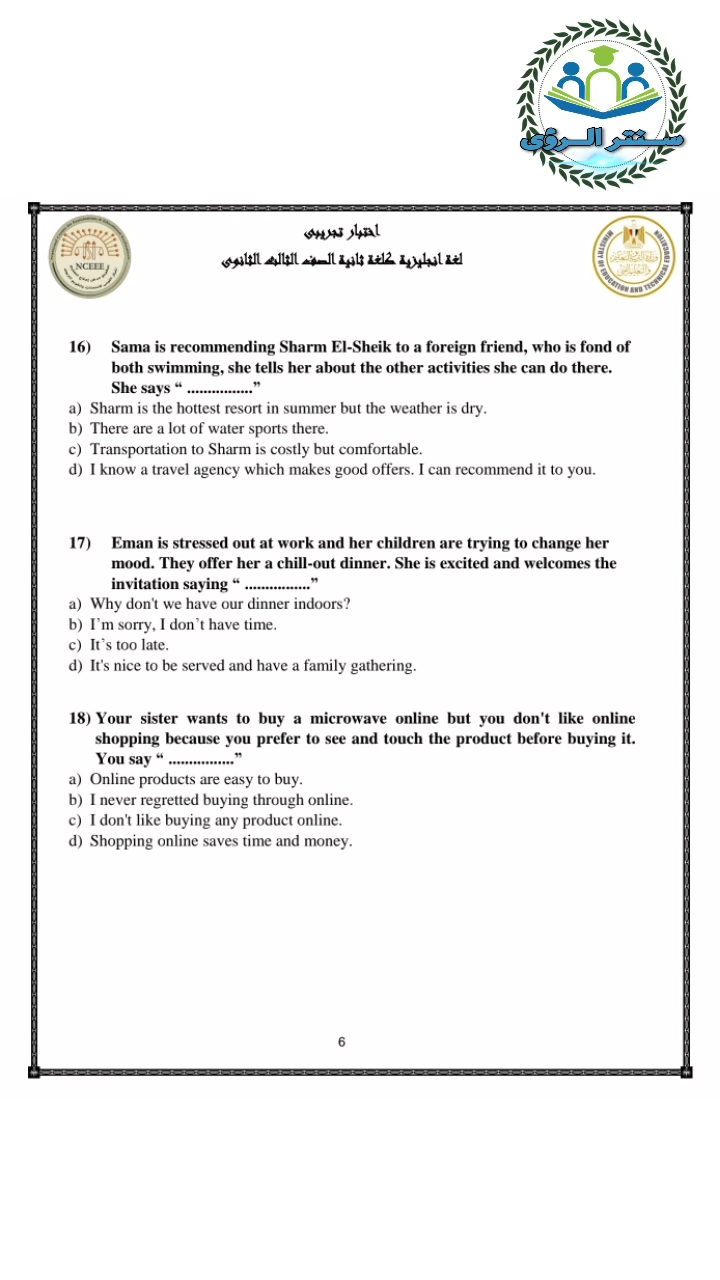 سنتر الرؤى
NCEEE
اختبار تجريبى
لغة انجليزية كلغة ثانية الصف الثالث الثانوى
16) Sama is recommending Sharm El-Sheik to a foreign friend, who is fond of
both swimming, she tells her about the other activities she can do there.
She says “ ................”
a) Sharm is the hottest resort in summer but the weather is dry.
b) There are a lot of water sports there.
c) Transportation to Sharm is costly but comfortable.
d) I know a travel agency which makes good offers. I can recommend it to you.
17) Eman is stressed out at work and her children are trying to change her
mood. They offer her a chill-out dinner. She is excited and welcomes the
invitation saying “ ................”
a) Why don't we have our dinner indoors?
b) I’m sorry, I don’t have time.
c) It’s too late.
d) It's nice to be served and have a family gathering.
18) Your sister wants to buy a microwave online but you don't like online
shopping because you prefer to see and touch the product before buying it.
You say “ ................”
a) Online products are easy to buy.
b) I never regretted buying through online.
c) I don't like buying any product online.
d) Shopping online saves time and money.
6